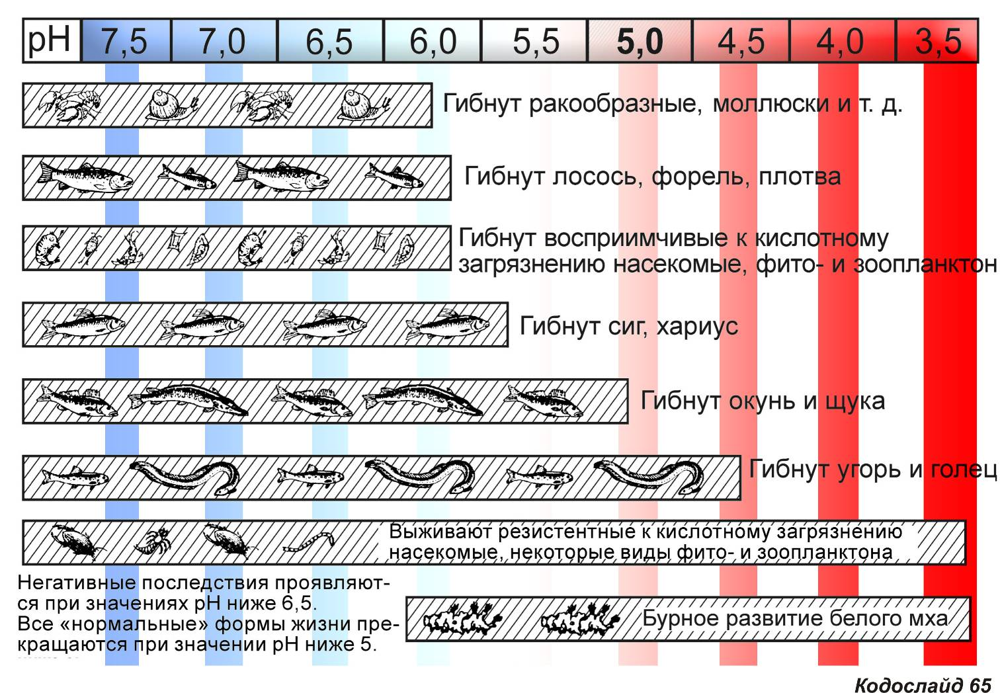 pH 7,5 7,0 6,5 6,0 5,5 5,0 4,5 4,0 3,5
Гибнут ракообразные, моллюски и т. д.
Гибнут лосось, форель, плотва
Гибнут восприимчивые к кислотному
загрязнению насекомые, фито- и зоопланктон
Гибнут сиг, хариус
Гибнут окунь и щука
Гибнут угорь и голец
Выживают резистентные к кислотному загрязнению
насекомые, некоторые виды фито- и зоопланктона
Негативные последствия проявляют-
ся при значениях pH ниже 6,5.
Все «нормальные» формы жизни пре-
кращаются при значении pH ниже 5.
Бурное развитие белого мха
Кодослайд 65